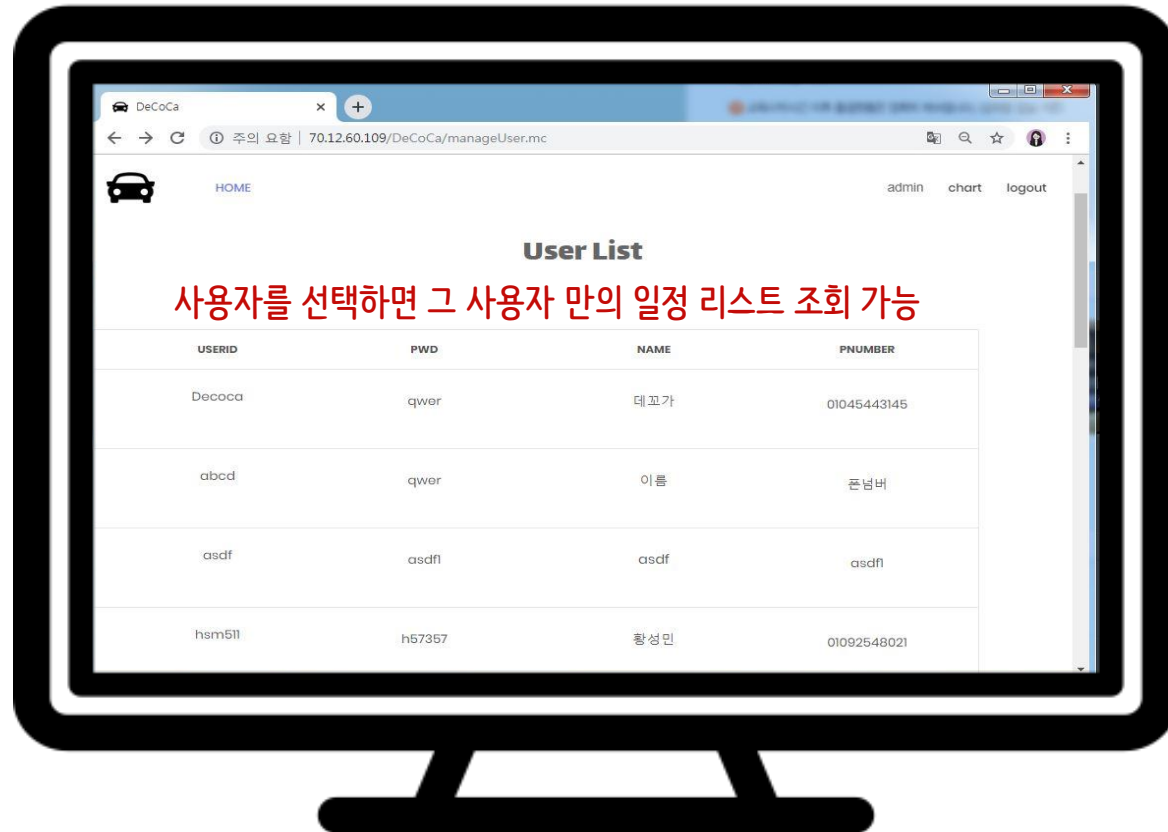 DeCoCa
주의 요함 | 70.12.60.109/DeCoCa/manageUser.mc
HOME admin chart logout
User List
사용자를 선택하면 그 사용자 만의 일정 리스트 조회 가능
USERID PWD NAME PNUMBER
Decoca qwer 데꼬가 01045443145
abcd qwer 이름 폰넘버
asdf asdf1 asdf asdf1
hsm511 h57357 황성민 01092548021